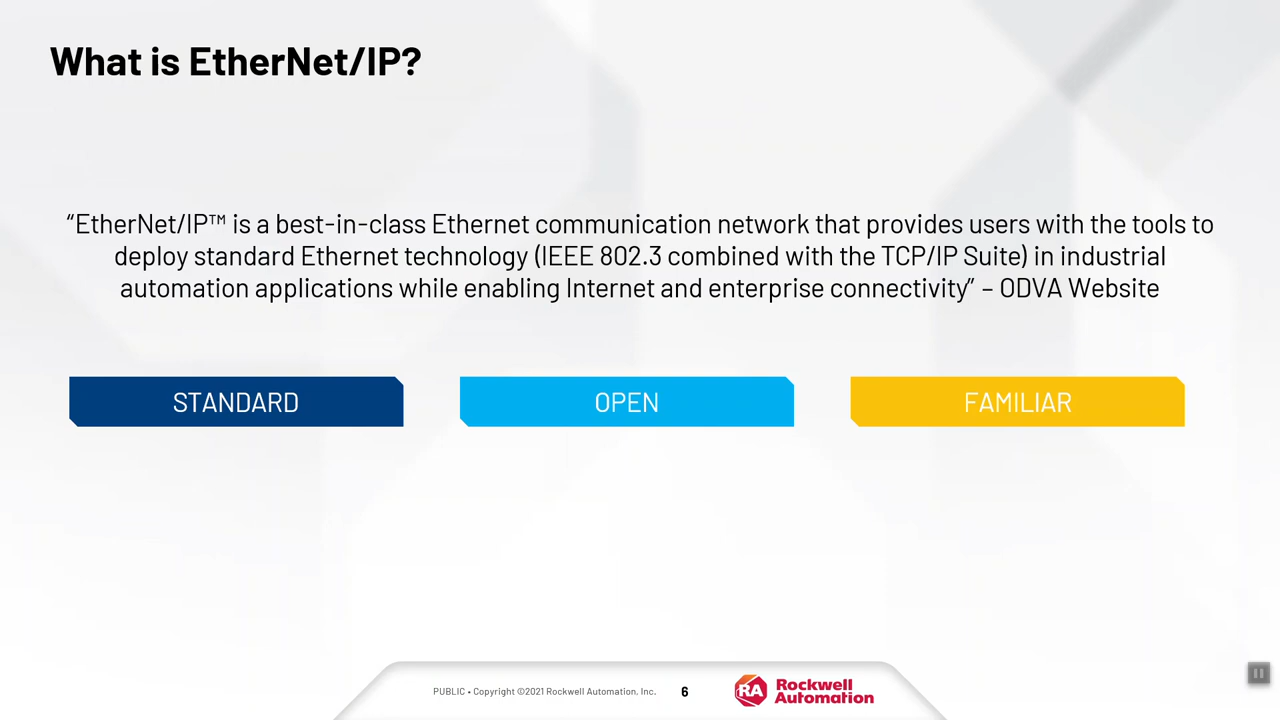 What is EtherNet/IP?
“EtherNet/IP™ is a best-in-class Ethernet communication network that provides users with the tools to
deploy standard Ethernet technology (IEEE 802.3 combined with the TCP/IP Suite) in industrial
automation applications while enabling Internet and enterprise connectivity” – ODVA Website
STANDARD
OPEN
FAMILIAR
PUBLIC • Copyright ©2021 Rockwell Automation, Inc.
6
RA
Rockwell
Automation